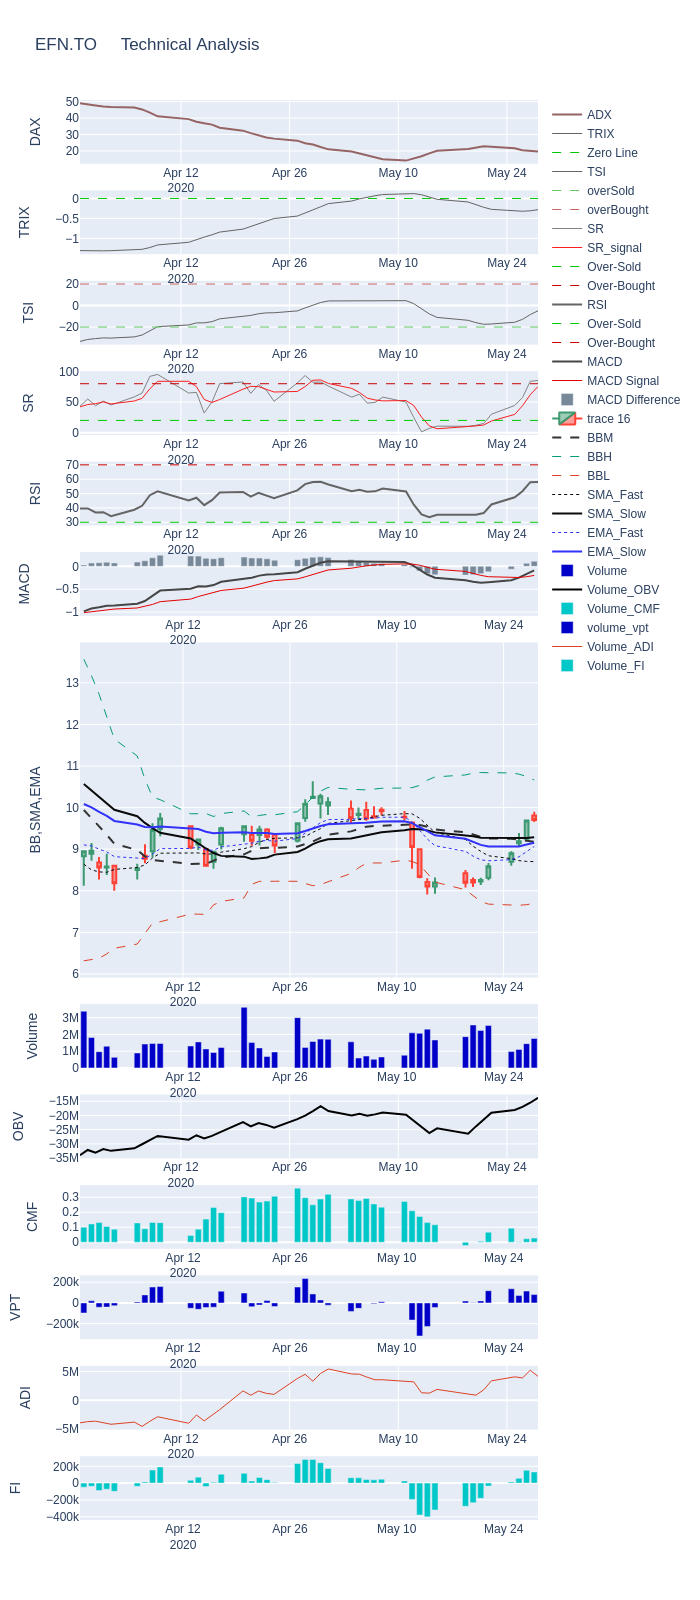 EFN.TO     Technical Analysis
DAX
50
40
30
20
Apr 12
2020
Apr 26
May 10
May 24
TRIX
0
−0.5
−1
Apr 12
2020
Apr 26
May 10
May 24
TSI
20
0
−20
Apr 12
2020
Apr 26
May 10
May 24
SR
100
50
0
Apr 12
2020
Apr 26
May 10
May 24
RSI
70
60
50
40
30
Apr 12
2020
Apr 26
May 10
May 24
MACD
0
−0.5
−1
Apr 12
2020
Apr 26
May 10
May 24
BB,SMA,EMA
13
12
11
10
9
8
7
6
Apr 12
2020
Apr 26
May 10
May 24
Volume
3M
2M
1M
0
Apr 12
2020
Apr 26
May 10
May 24
OBV
−15M
−20M
−25M
−30M
−35M
Apr 12
2020
Apr 26
May 10
May 24
CMF
0.3
0.2
0.1
0
Apr 12
2020
Apr 26
May 10
May 24
VPT
200k
0
−200k
Apr 12
2020
Apr 26
May 10
May 24
ADI
5M
0
−5M
Apr 12
2020
Apr 26
May 10
May 24
FI
200k
0
−200k
−400k
Apr 12
2020
Apr 26
May 10
May 24
ADX
TRIX
Zero Line
TSI
overSold
overBought
SR
SR_signal
Over-Sold
Over-Bought
RSI
Over-Sold
Over-Bought
MACD
MACD Signal
MACD Difference
trace 16
BBM
BBH
BBL
SMA_Fast
SMA_Slow
EMA_Fast
EMA_Slow
Volume
Volume_OBV
Volume_CMF
volume_vpt
Volume_ADI
Volume_FI